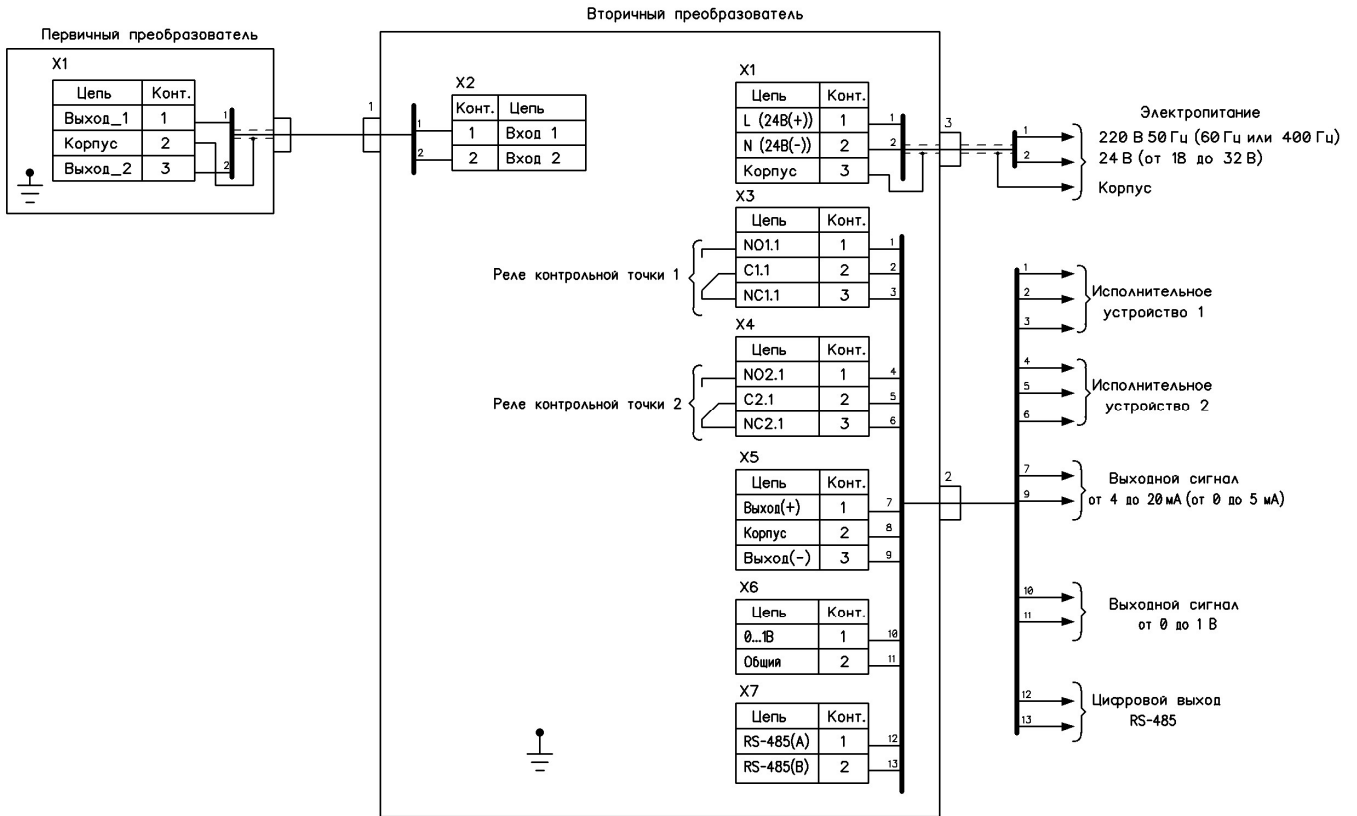 Вторичный преобразователь
Первичный преобразователь
X1
Цепь Конт.
Выход_1 1
Корпус 2
Выход_2 3
1
2
1
1
2
X2
Конт. Цепь
1 Вход 1
2 Вход 2
X1
Цепь Конт.
L (24В(+)) 1
N (24В(-)) 2
Корпус 3
1
2
3
1
2
Электропитание
220 В 50 Гц (60 Гц или 400 Гц)
24 В (от 18 до 32 В)
Корпус
X3
Цепь Конт.
NO1.1 1
C1.1 2
NC1.1 3
1
2
3
Реле контрольной точки 1
X4
Цепь Конт.
NO2.1 1
C2.1 2
NC2.1 3
4
5
6
Реле контрольной точки 2
X5
Цепь Конт.
Выход(+) 1
Корпус 2
Выход(-) 3
7
8
9
X6
Цепь Конт.
0...1В 1
Общий 2
10
11
X7
Цепь Конт.
RS-485(A) 1
RS-485(B) 2
12
13
2
1
2
3
Исполнительное
устройство 1
4
5
6
Исполнительное
устройство 2
7
9
Выходной сигнал
от 4 до 20 мА (от 0 до 5 мА)
10
11
Выходной сигнал
от 0 до 1 В
12
13
Цифровой выход
RS-485